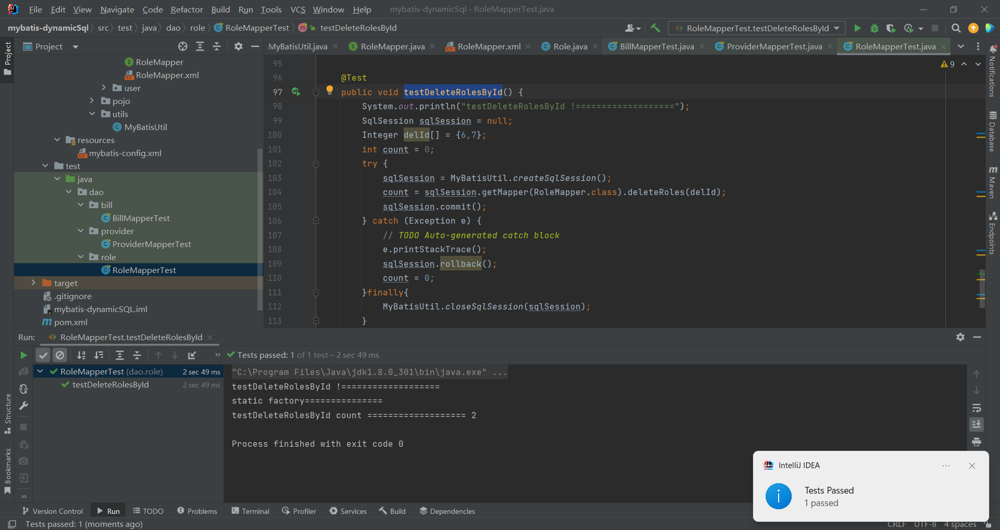 File Edit View Navigate Code Refactor Build Run Tools VCS Window Help mybatis-dynamicSql - RoleMapperTest.java
mybatis-dynamicSql src test java dao role RoleMapperTest testDeleteRolesById RoleMapperTest.testDeleteRolesById
Project
MyBatisUtil.java RoleMapper.java RoleMapper.xml Role.java BillMapperTest.java ProviderMapperTest.java RoleMapperTest.java
Project
RoleMapper
RoleMapper.xml
user
pojo
utils
MyBatisUtil
resources
mybatis-config.xml
test
java
dao
bill
BillMapperTest
provider
ProviderMapperTest
role
RoleMapperTest
target
.gitignore
mybatis-dynamicSQL.iml
pom.xml
9
95
96 @Test
97 public void testDeleteRolesById() {
98 System.out.println("testDeleteRolesById !===================");
99 SqlSession sqlSession = null;
100 Integer delId[] = {6,7};
101 int count = 0;
102 try {
103 sqlSession = MyBatisUtil.createSqlSession();
104 count = sqlSession.getMapper(RoleMapper.class).deleteRoles(delId);
105 sqlSession.commit();
106 } catch (Exception e) {
107 // TODO Auto-generated catch block
108 e.printStackTrace();
109 sqlSession.rollback();
110 count = 0;
111 }finally{
112 MyBatisUtil.closeSqlSession(sqlSession);
113 }
Notifications
Database
Maven
Endpoints
Run: RoleMapperTest.testDeleteRolesById
Tests passed: 1 of 1 test – 2 sec 49 ms
RoleMapperTest (dao.role) 2 sec 49 ms
testDeleteRolesById 2 sec 49 ms
"C:\Program Files\Java\jdk1.8.0_301\bin\java.exe" ...
testDeleteRolesById !===================
static factory===============
testDeleteRolesById count =================== 2
Process finished with exit code 0
Structure
Bookmarks
IntelliJ IDEA
Tests Passed
1 passed
Version Control Run TODO Problems Terminal Profiler Services Build Dependencies
Tests passed: 1 (moments ago) CRLF UTF-8 4 spaces